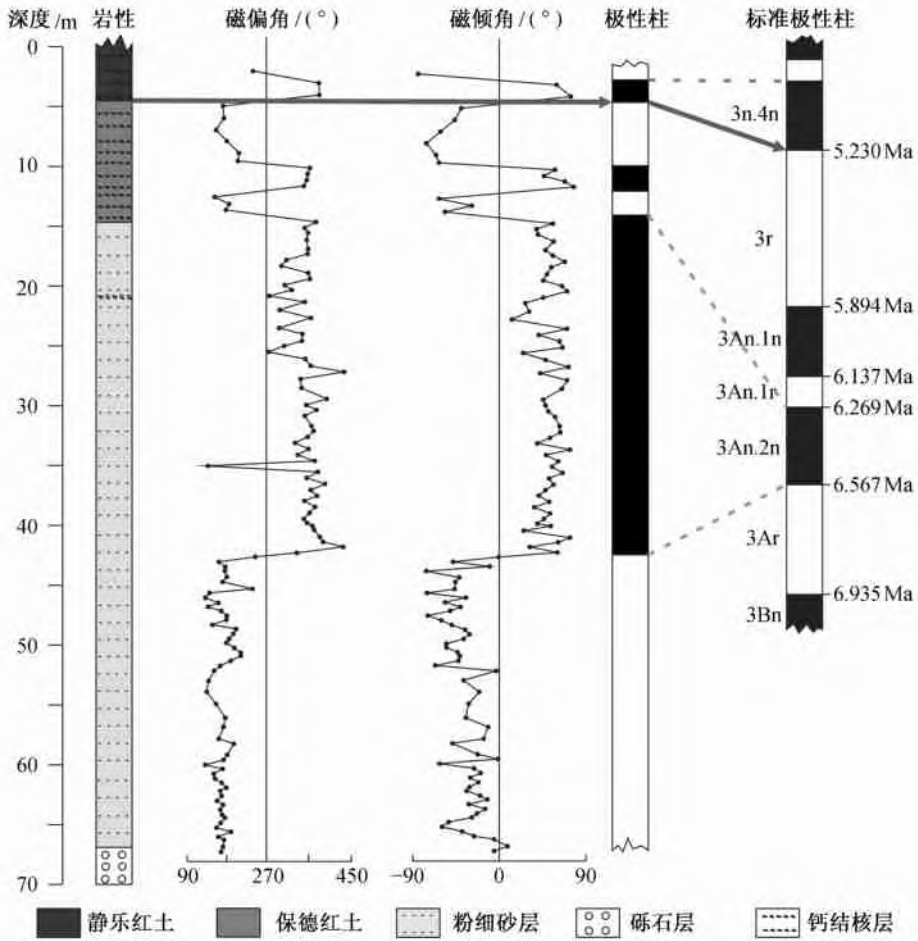 深度/m 岩性 磁偏角/(°) 磁倾角/(°) 极性柱 标准极性柱
0
10
20
30
40
50
60
70
3n.4n
5.230 Ma
3r
5.894 Ma
3An.1n
6.137 Ma
3An.1r
6.269 Ma
3An.2n
6.567 Ma
3Ar
6.935 Ma
3Bn
90 270 450 -90 0 90
静乐红土 保德红土 粉细砂层 砾石层 钙结核层